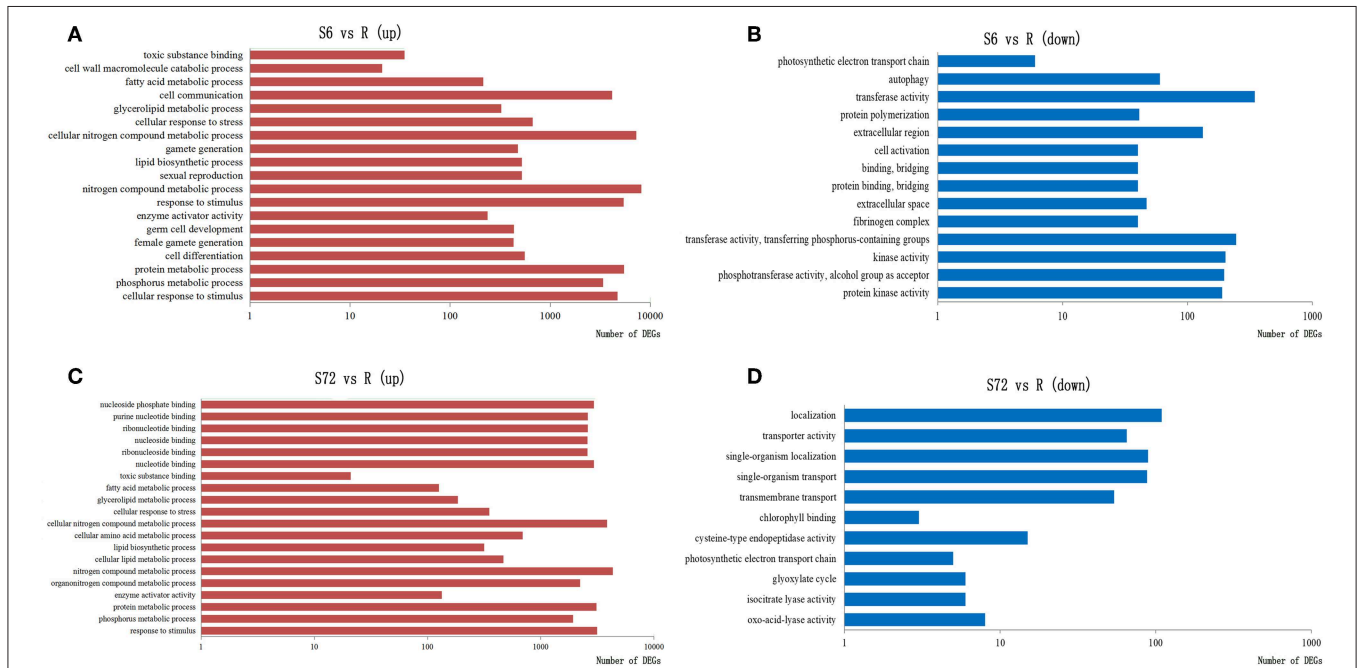 A
S6 vs R (up)
toxic substance binding
cell wall macromolecule catabolic process
fatty acid metabolic process
cell communication
glycerolipid metabolic process
cellular response to stress
cellular nitrogen compound metabolic process
gamete generation
lipid biosynthetic process
sexual reproduction
nitrogen compound metabolic process
response to stimulus
enzyme activator activity
germ cell development
female gamete generation
cell differentiation
protein metabolic process
phosphorus metabolic process
cellular response to stimulus
1 10 100 1000 10000
Number of DEGs
B
S6 vs R (down)
photosynthetic electron transport chain
autophagy
transferase activity
protein polymerization
extracellular region
cell activation
binding, bridging
protein binding, bridging
extracellular space
fibrinogen complex
transferase activity, transferring phosphorus-containing groups
kinase activity
phosphotransferase activity, alcohol group as acceptor
protein kinase activity
1 10 100 1000
Number of DEGs
C
S72 vs R (up)
nucleoside phosphate binding
purine nucleotide binding
ribonucleotide binding
nucleoside binding
ribonucleoside binding
nucleotide binding
toxic substance binding
fatty acid metabolic process
glycerolipid metabolic process
cellular response to stress
cellular nitrogen compound metabolic process
cellular amino acid metabolic process
lipid biosynthetic process
cellular lipid metabolic process
nitrogen compound metabolic process
organonitrogen compound metabolic process
enzyme activator activity
protein metabolic process
phosphorus metabolic process
response to stimulus
1 10 100 1000 10000
Number of DEGs
D
S72 vs R (down)
localization
transporter activity
single-organism localization
single-organism transport
transmembrane transport
chlorophyll binding
cysteine-type endopeptidase activity
photosynthetic electron transport chain
glyoxylate cycle
isocitrate lyase activity
oxo-acid-lyase activity
1 10 100 1000
Number of DEGs